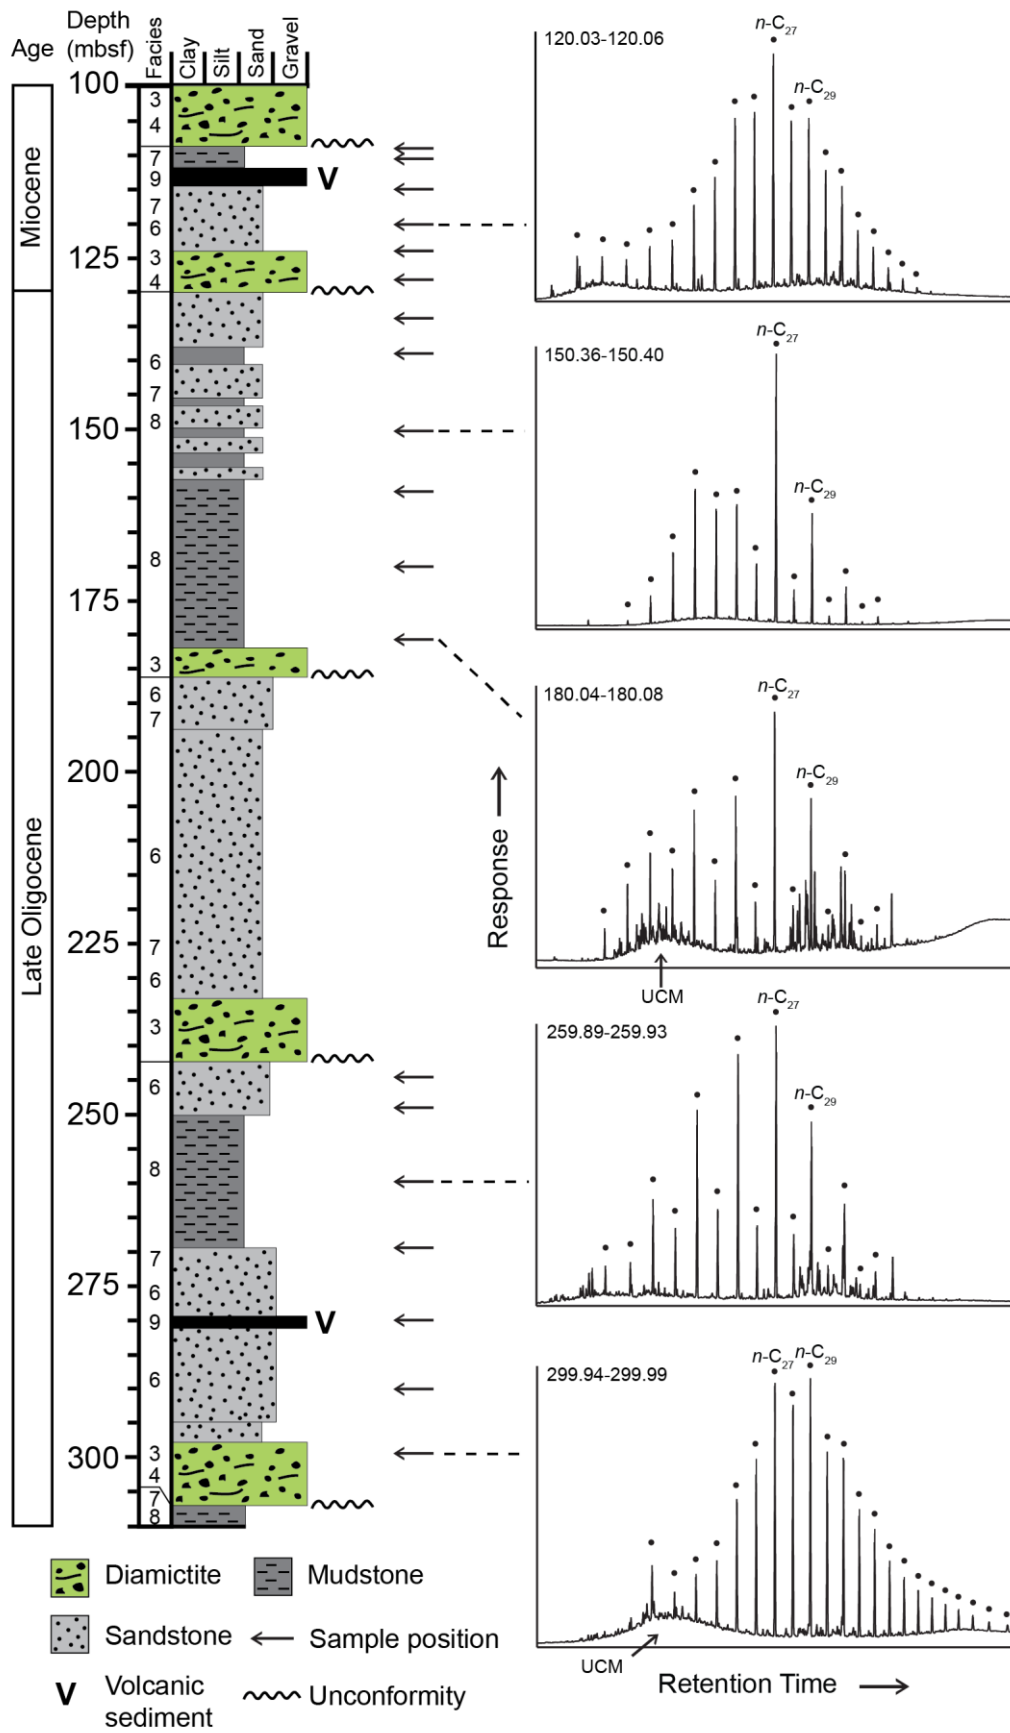 Age
Depth
(mbsf)
Facies
Clay
Silt
Sand
Gravel
Miocene
Late Oligocene
100
125
150
175
200
225
250
275
300
3
4
7
9
7
6
3
4
6
7
8
8
3
6
7
6
7
6
3
6
8
7
6
9
6
3
4
7
8
V
V
120.03-120.06
n-C27
n-C29
150.36-150.40
n-C27
n-C29
180.04-180.08
n-C27
n-C29
UCM
259.89-259.93
n-C27
n-C29
299.94-299.99
n-C27
n-C29
UCM
Response
Retention Time
Diamictite
Mudstone
Sandstone
Sample position
V
Volcanic
sediment
Unconformity